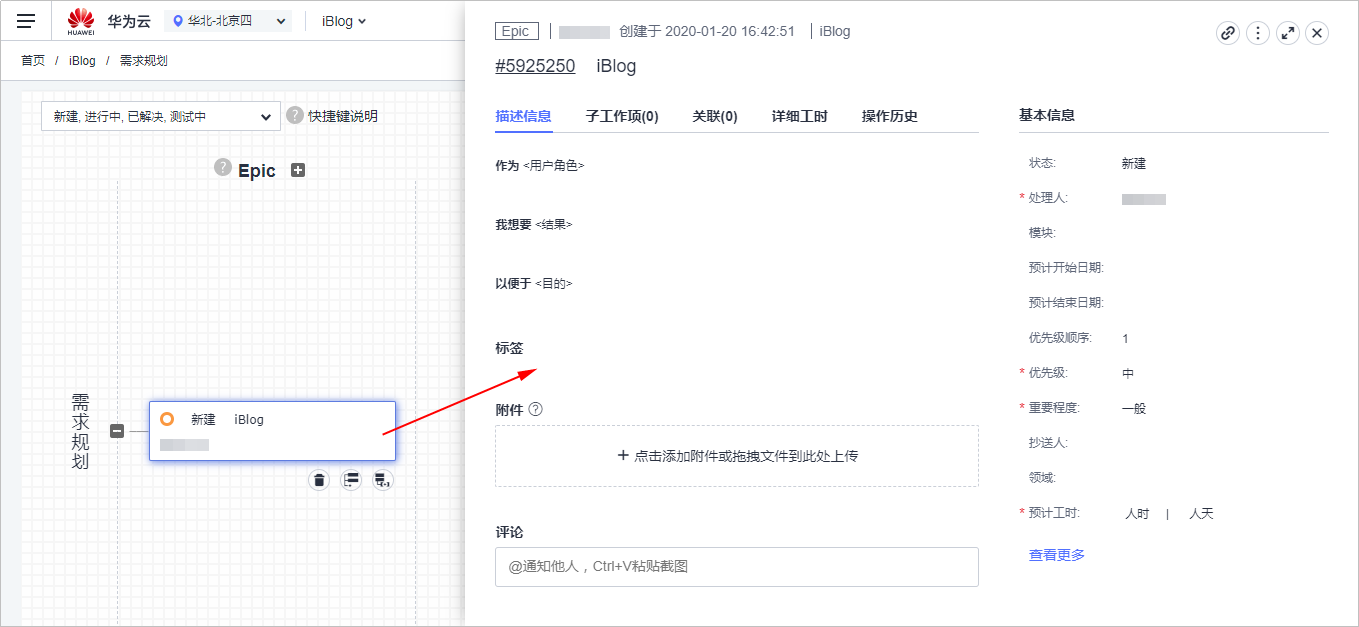 HUAWEI
华为云
华北-北京四
iBlog
首页 / iBlog / 需求规划
新建, 进行中, 已解决, 测试中
? 快捷键说明
? Epic
需求规划
新建 iBlog
Epic
创建于 2020-01-20 16:42:51
iBlog
#5925250 iBlog
描述信息 子工作项(0) 关联(0) 详细工时 操作历史
作为 <用户角色>
我想要 <结果>
以便于 <目的>
标签
附件 ?
+ 点击添加附件或拖拽文件到此处上传
评论
@通知他人，Ctrl+V粘贴截图
基本信息
状态: 新建
* 处理人:
模块:
预计开始日期:
预计结束日期:
优先级顺序: 1
* 优先级: 中
* 重要程度: 一般
抄送人:
领域:
* 预计工时: 人时 | 人天
查看更多